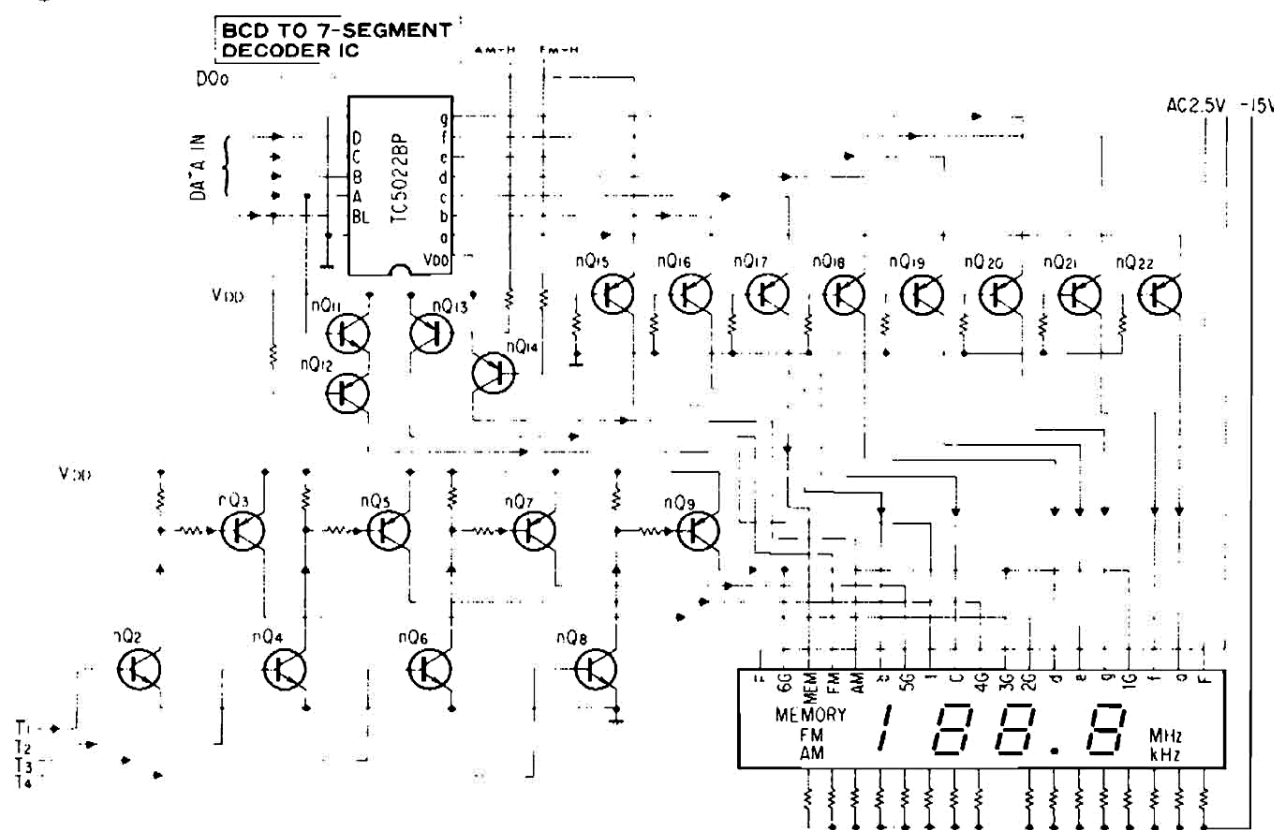 BCD TO 7-SEGMENT
DECODER IC
AM-H FM-H
DO0
AC2.5V -15V
DATA IN
D
C
B
A
BL
TC5022BP
g
f
e
d
c
b
a
VDD
VDD
nQ11
nQ12
nQ13
nQ14
nQ15
nQ16
nQ17
nQ18
nQ19
nQ20
nQ21
nQ22
VDD
nQ3
nQ5
nQ7
nQ9
nQ2
nQ4
nQ6
nQ8
T1
T2
T3
T4
F 6G MEM FM AM b 5G f C 4G 3G 2G d e g 1G f a F
MEMORY
FM
AM
188.8
MHz
kHz